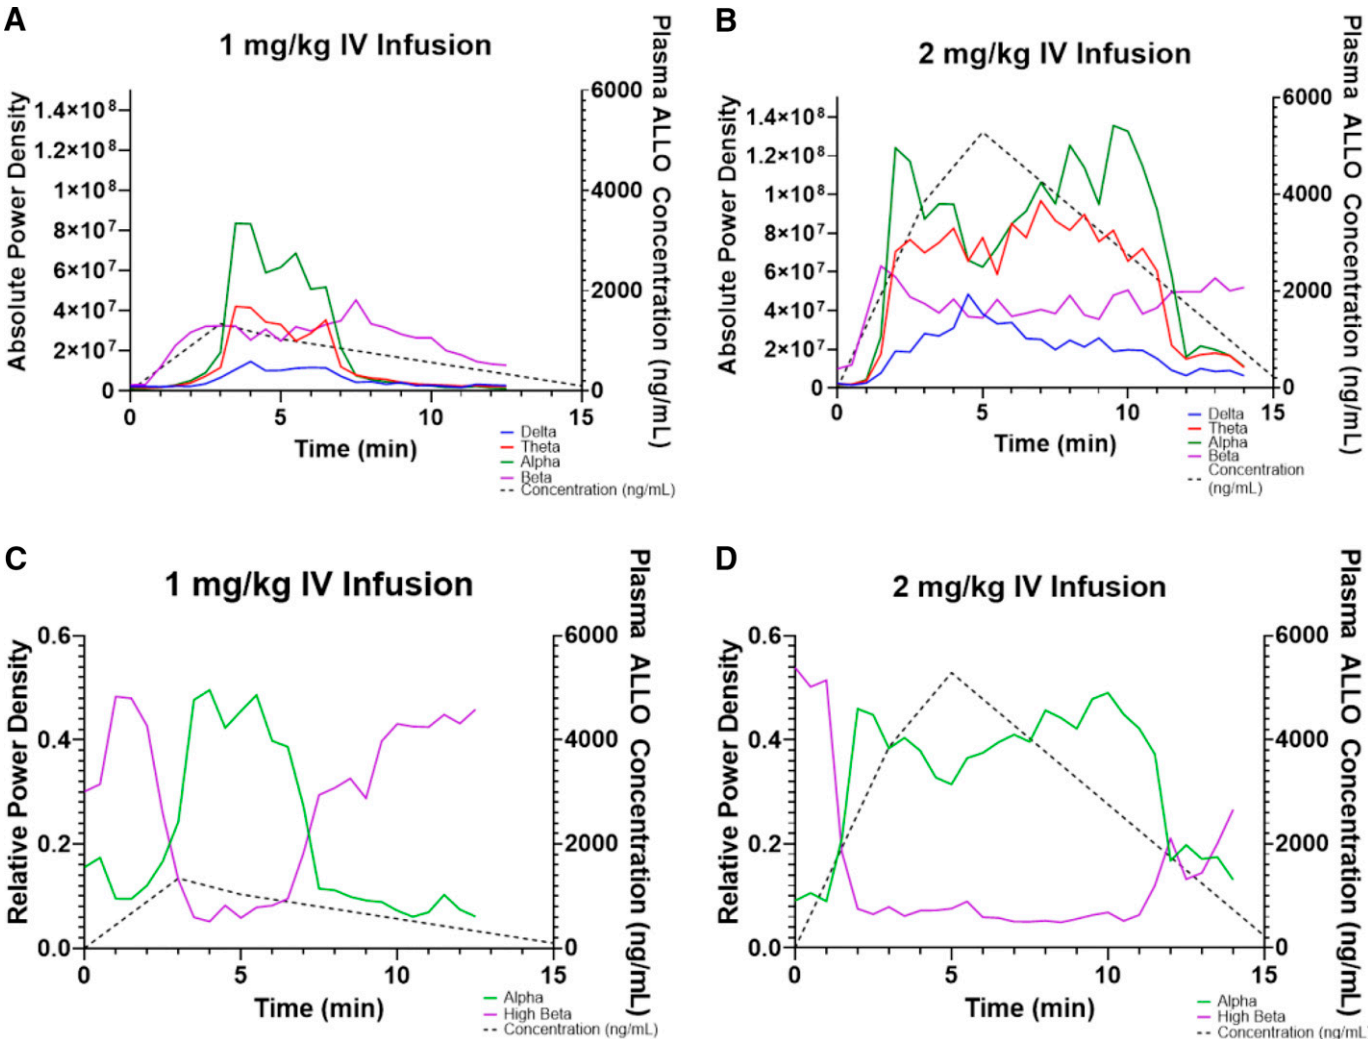 A
1 mg/kg IV Infusion
Absolute Power Density
1.4×10⁸
1.2×10⁸
1×10⁸
8×10⁷
6×10⁷
4×10⁷
2×10⁷
0
6000
4000
2000
0
Plasma ALLO Concentration (ng/mL)
0 5 10 15
Time (min)
Delta
Theta
Alpha
Beta
Concentration (ng/mL)
B
2 mg/kg IV Infusion
Absolute Power Density
1.4×10⁸
1.2×10⁸
1×10⁸
8×10⁷
6×10⁷
4×10⁷
2×10⁷
0
6000
4000
2000
0
Plasma ALLO Concentration (ng/mL)
0 5 10 15
Time (min)
Delta
Theta
Alpha
Beta
Concentration
(ng/mL)
C
1 mg/kg IV Infusion
Relative Power Density
0.6
0.4
0.2
0.0
6000
4000
2000
0
Plasma ALLO Concentration (ng/mL)
0 5 10 15
Time (min)
Alpha
High Beta
Concentration (ng/mL)
D
2 mg/kg IV Infusion
Relative Power Density
0.6
0.4
0.2
0.0
6000
4000
2000
0
Plasma ALLO Concentration (ng/mL)
0 5 10 15
Time (min)
Alpha
High Beta
Concentration (ng/mL)